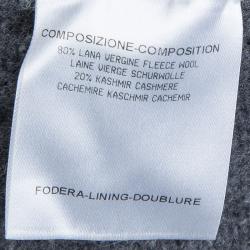 COMPOSIZIONE-COMPOSITION
80% LANA VERGINE FLEECE WOOL
LAINE VIERGE SCHURWOLLE
20% KASHMIR CASHMERE
CACHEMIRE KASCHMIR CACHEMIR
FODERA-LINING-DOUBLURE